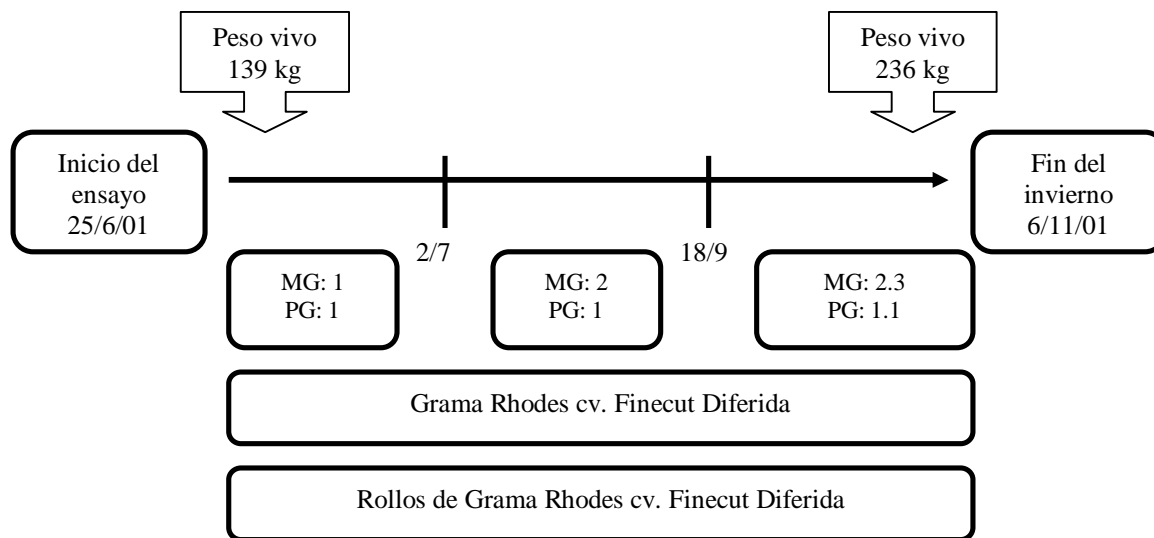 Peso vivo
139 kg
Peso vivo
236 kg
Inicio del
ensayo
25/6/01
Fin del
invierno
6/11/01
2/7
18/9
MG: 1
PG: 1
MG: 2
PG: 1
MG: 2.3
PG: 1.1
Grama Rhodes cv. Finecut Diferida
Rollos de Grama Rhodes cv. Finecut Diferida